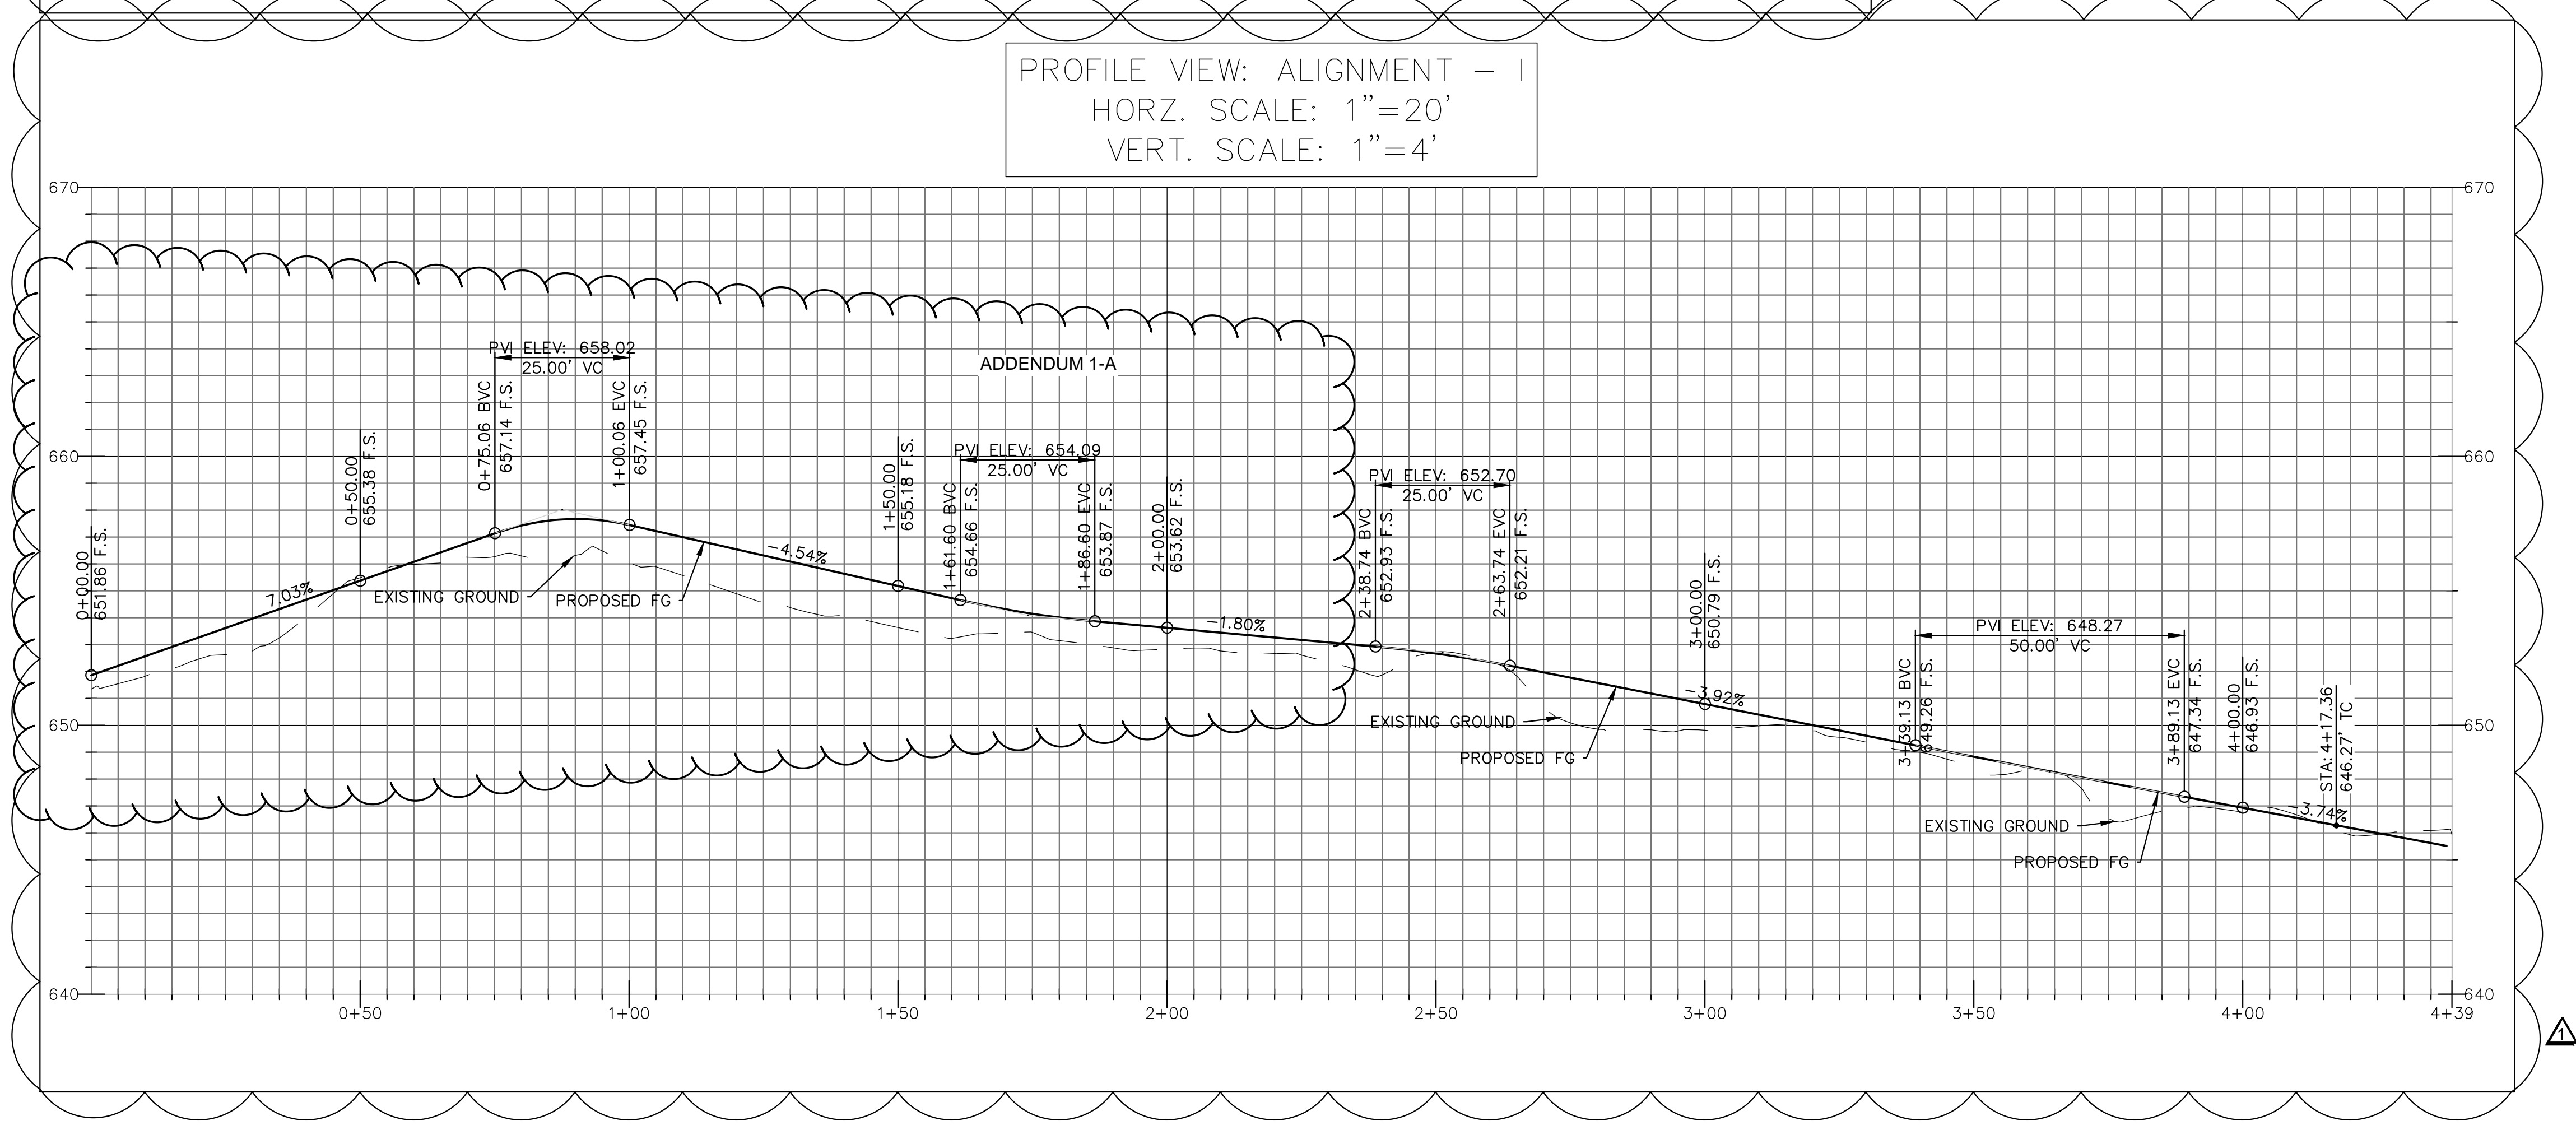 PROFILE VIEW: ALIGNMENT - I
HORZ. SCALE: 1"=20'
VERT. SCALE: 1"=4'
670
670
660
660
650
650
640
640
ADDENDUM 1-A
0+00.00
651.86 F.S.
7.03%
0+50.00
655.38 F.S.
EXISTING GROUND
PVI ELEV: 658.02
25.00' VC
0+75.06 BVC
657.14 F.S.
1+00.06 EVC
657.45 F.S.
PROPOSED FG
-4.54%
1+50.00
655.18 F.S.
PVI ELEV: 654.09
25.00' VC
1+61.60 BVC
654.66 F.S.
1+86.60 EVC
653.87 F.S.
2+00.00
653.62 F.S.
-1.80%
PVI ELEV: 652.70
25.00' VC
2+38.74 BVC
652.93 F.S.
2+63.74 EVC
652.21 F.S.
EXISTING GROUND
PROPOSED FG
3+00.00
650.79 F.S.
-3.92%
PVI ELEV: 648.27
50.00' VC
3+39.13 BVC
649.26 F.S.
3+89.13 EVC
647.34 F.S.
4+00.00
646.93 F.S.
EXISTING GROUND
PROPOSED FG
STA: 4+17.36
646.27' TC
-3.74%
0+50
1+00
1+50
2+00
2+50
3+00
3+50
4+00
4+39
1